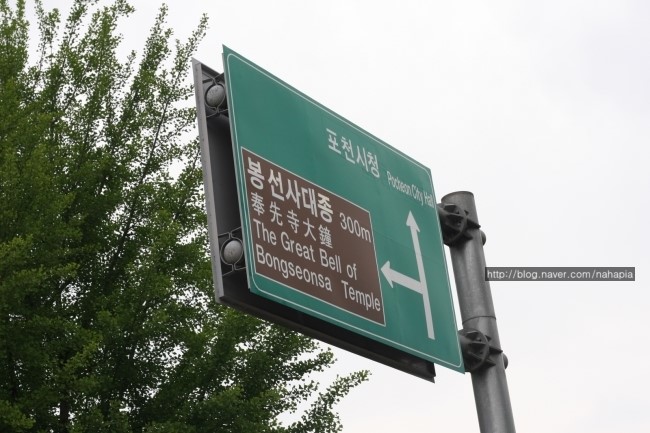 포천시청
Pocheon City Hall
봉선사대종 300m
奉先寺大鐘
The Great Bell of
Bongseonsa Temple
http://blog.naver.com/nahapia